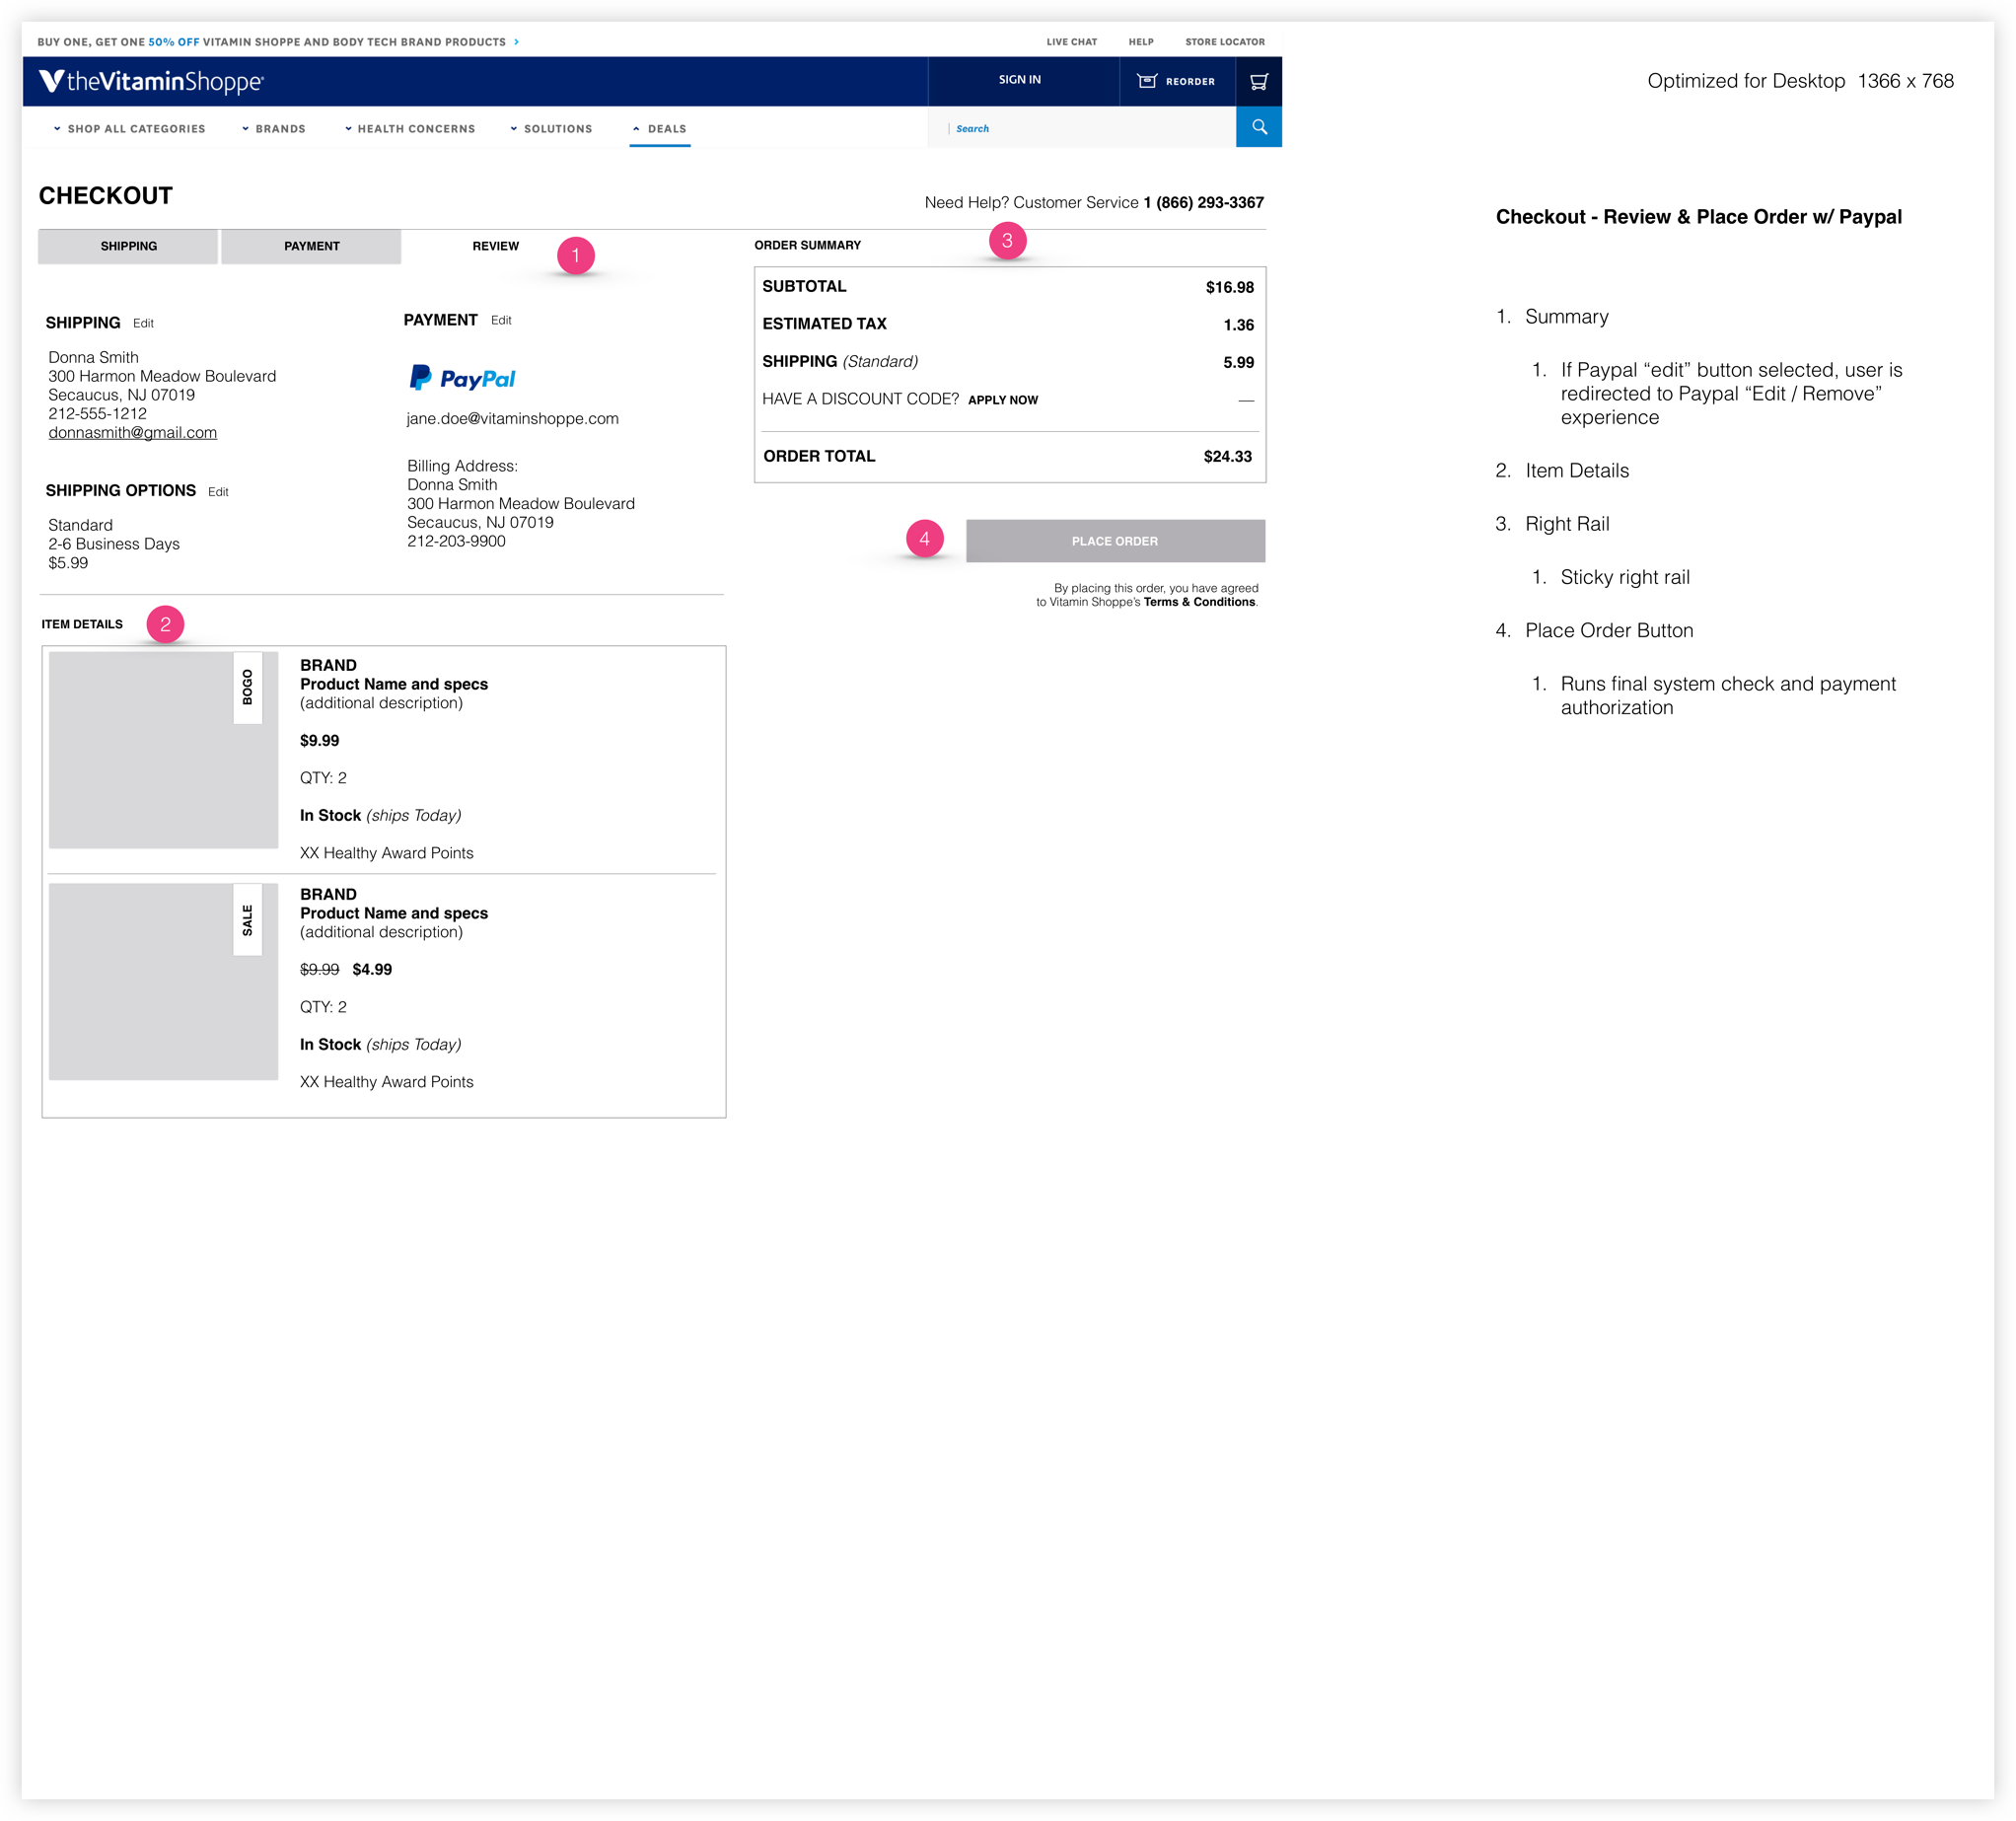 BUY ONE, GET ONE 50% OFF VITAMIN SHOPPE AND BODY TECH BRAND PRODUCTS
LIVE CHAT
HELP
STORE LOCATOR
theVitaminShoppe
SIGN IN
REORDER
SHOP ALL CATEGORIES
BRANDS
HEALTH CONCERNS
SOLUTIONS
DEALS
Search
CHECKOUT
Need Help? Customer Service 1 (866) 293-3367
SHIPPING
PAYMENT
REVIEW
1
SHIPPING Edit
Donna Smith
300 Harmon Meadow Boulevard
Secaucus, NJ 07019
212-555-1212
donnasmith@gmail.com
SHIPPING OPTIONS Edit
Standard
2-6 Business Days
$5.99
PAYMENT Edit
PayPal
jane.doe@vitaminshoppe.com
Billing Address:
Donna Smith
300 Harmon Meadow Boulevard
Secaucus, NJ 07019
212-203-9900
ORDER SUMMARY
3
SUBTOTAL $16.98
ESTIMATED TAX 1.36
SHIPPING (Standard) 5.99
HAVE A DISCOUNT CODE? APPLY NOW —
ORDER TOTAL $24.33
4
PLACE ORDER
By placing this order, you have agreed
to Vitamin Shoppe's Terms & Conditions.
ITEM DETAILS
2
BOGO
BRAND
Product Name and specs
(additional description)
$9.99
QTY: 2
In Stock (ships Today)
XX Healthy Award Points
SALE
BRAND
Product Name and specs
(additional description)
$9.99 $4.99
QTY: 2
In Stock (ships Today)
XX Healthy Award Points
Optimized for Desktop 1366 x 768
Checkout - Review & Place Order w/ Paypal
1. Summary
1. If Paypal “edit” button selected, user is
redirected to Paypal “Edit / Remove”
experience
2. Item Details
3. Right Rail
1. Sticky right rail
4. Place Order Button
1. Runs final system check and payment
authorization